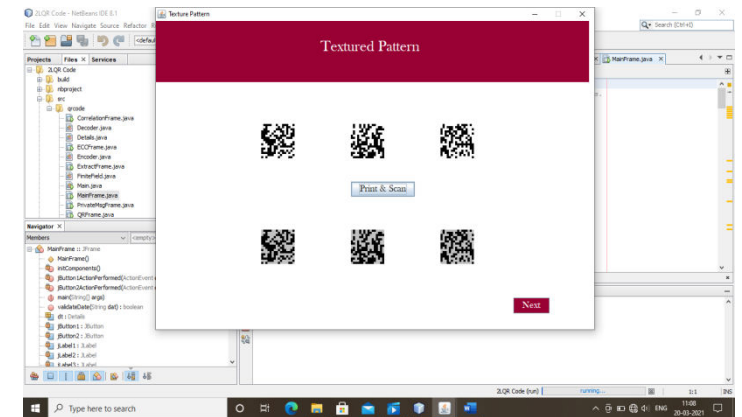 2LQR Code - NetBeans IDE 8.1
Texture Pattern
File Edit View Navigate Source Refactor
Search (Ctrl+I)
<defau
Projects Files Services
MainFrame.java
2LQR Code
build
nbproject
src
qrcode
CorrelationFrame.java
Decoder.java
Details.java
ECCFrame.java
Encoder.java
ExtractFrame.java
FiniteField.java
Main.java
MainFrame.java
PrivateMsgFrame.java
QRFrame.java
Textured Pattern
Print & Scan
Next
Navigator
Members
<empty>
MainFrame :: JFrame
MainFrame()
initComponents()
jButton1ActionPerformed(ActionEvent
jButton2ActionPerformed(ActionEvent
main(String[] args)
validateDate(String dat) : boolean
dt : Details
jButton1 : JButton
jButton2 : JButton
jLabel1 : JLabel
jLabel2 : JLabel
jLabel3 : JLabel
2LQR Code (run)
running...
1:1
INS
Type here to search
ENG
11:08
20-03-2021